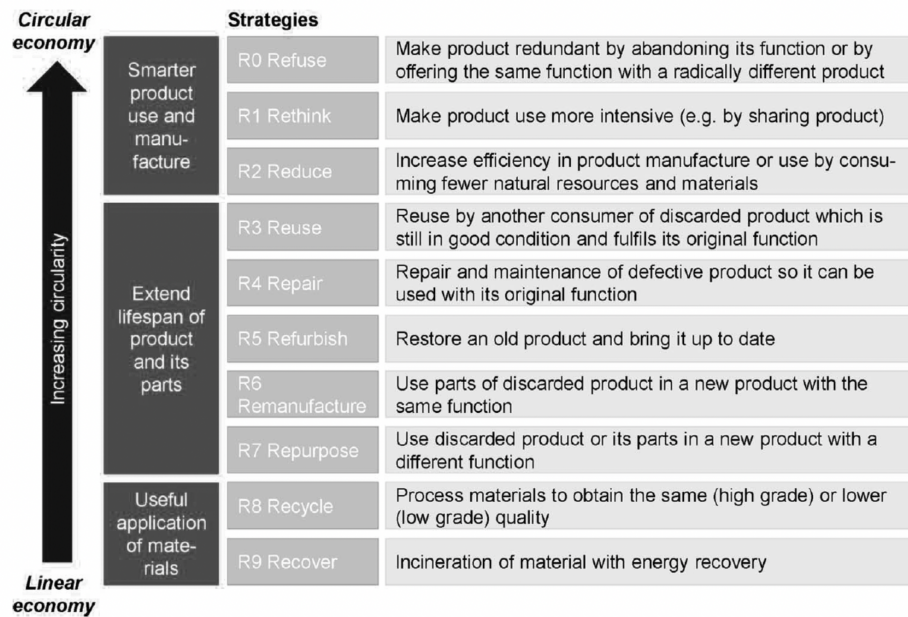 Circular
economy
Strategies
Smarter
product
use and
manu-
facture
R0 Refuse
Make product redundant by abandoning its function or by
offering the same function with a radically different product
R1 Rethink
Make product use more intensive (e.g. by sharing product)
R2 Reduce
Increase efficiency in product manufacture or use by consu-
ming fewer natural resources and materials
Increasing circularity
Extend
lifespan of
product
and its
parts
R3 Reuse
Reuse by another consumer of discarded product which is
still in good condition and fulfils its original function
R4 Repair
Repair and maintenance of defective product so it can be
used with its original function
R5 Refurbish
Restore an old product and bring it up to date
R6
Remanufacture
Use parts of discarded product in a new product with the
same function
R7 Repurpose
Use discarded product or its parts in a new product with a
different function
Useful
application
of mate-
rials
R8 Recycle
Process materials to obtain the same (high grade) or lower
(low grade) quality
R9 Recover
Incineration of material with energy recovery
Linear
economy